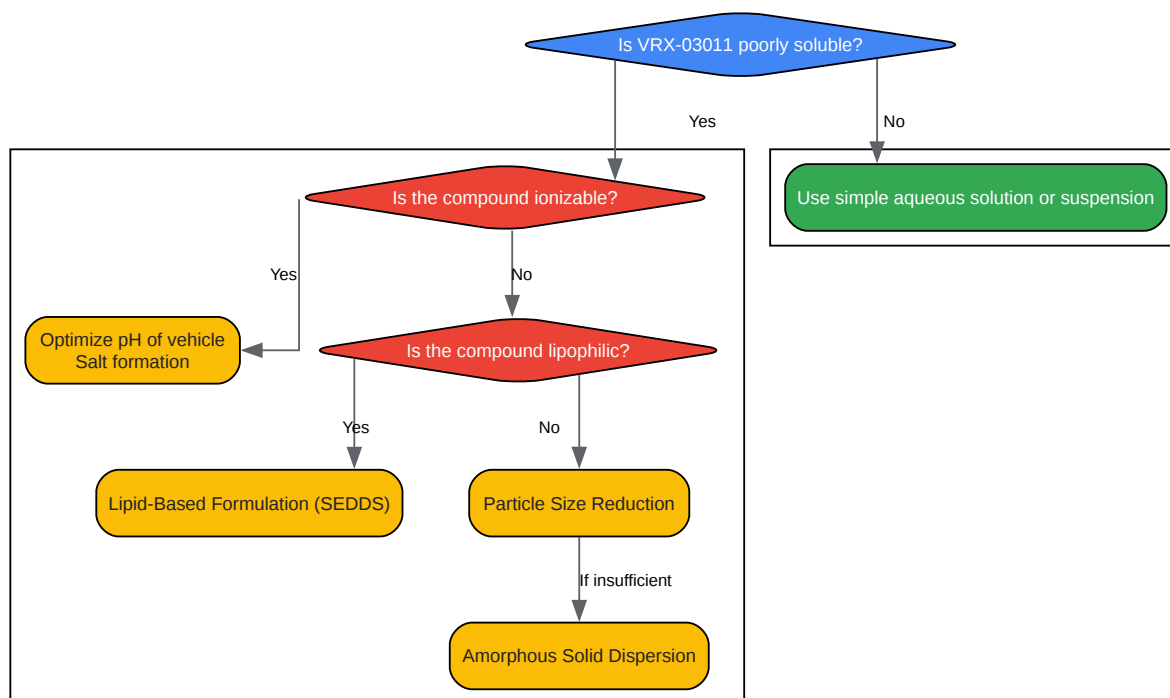 Is VRX-03011 poorly soluble?
Yes
No
Is the compound ionizable?
Use simple aqueous solution or suspension
Yes
No
Optimize pH of vehicle
Salt formation
Is the compound lipophilic?
Yes
No
Lipid-Based Formulation (SEDDS)
Particle Size Reduction
If insufficient
Amorphous Solid Dispersion